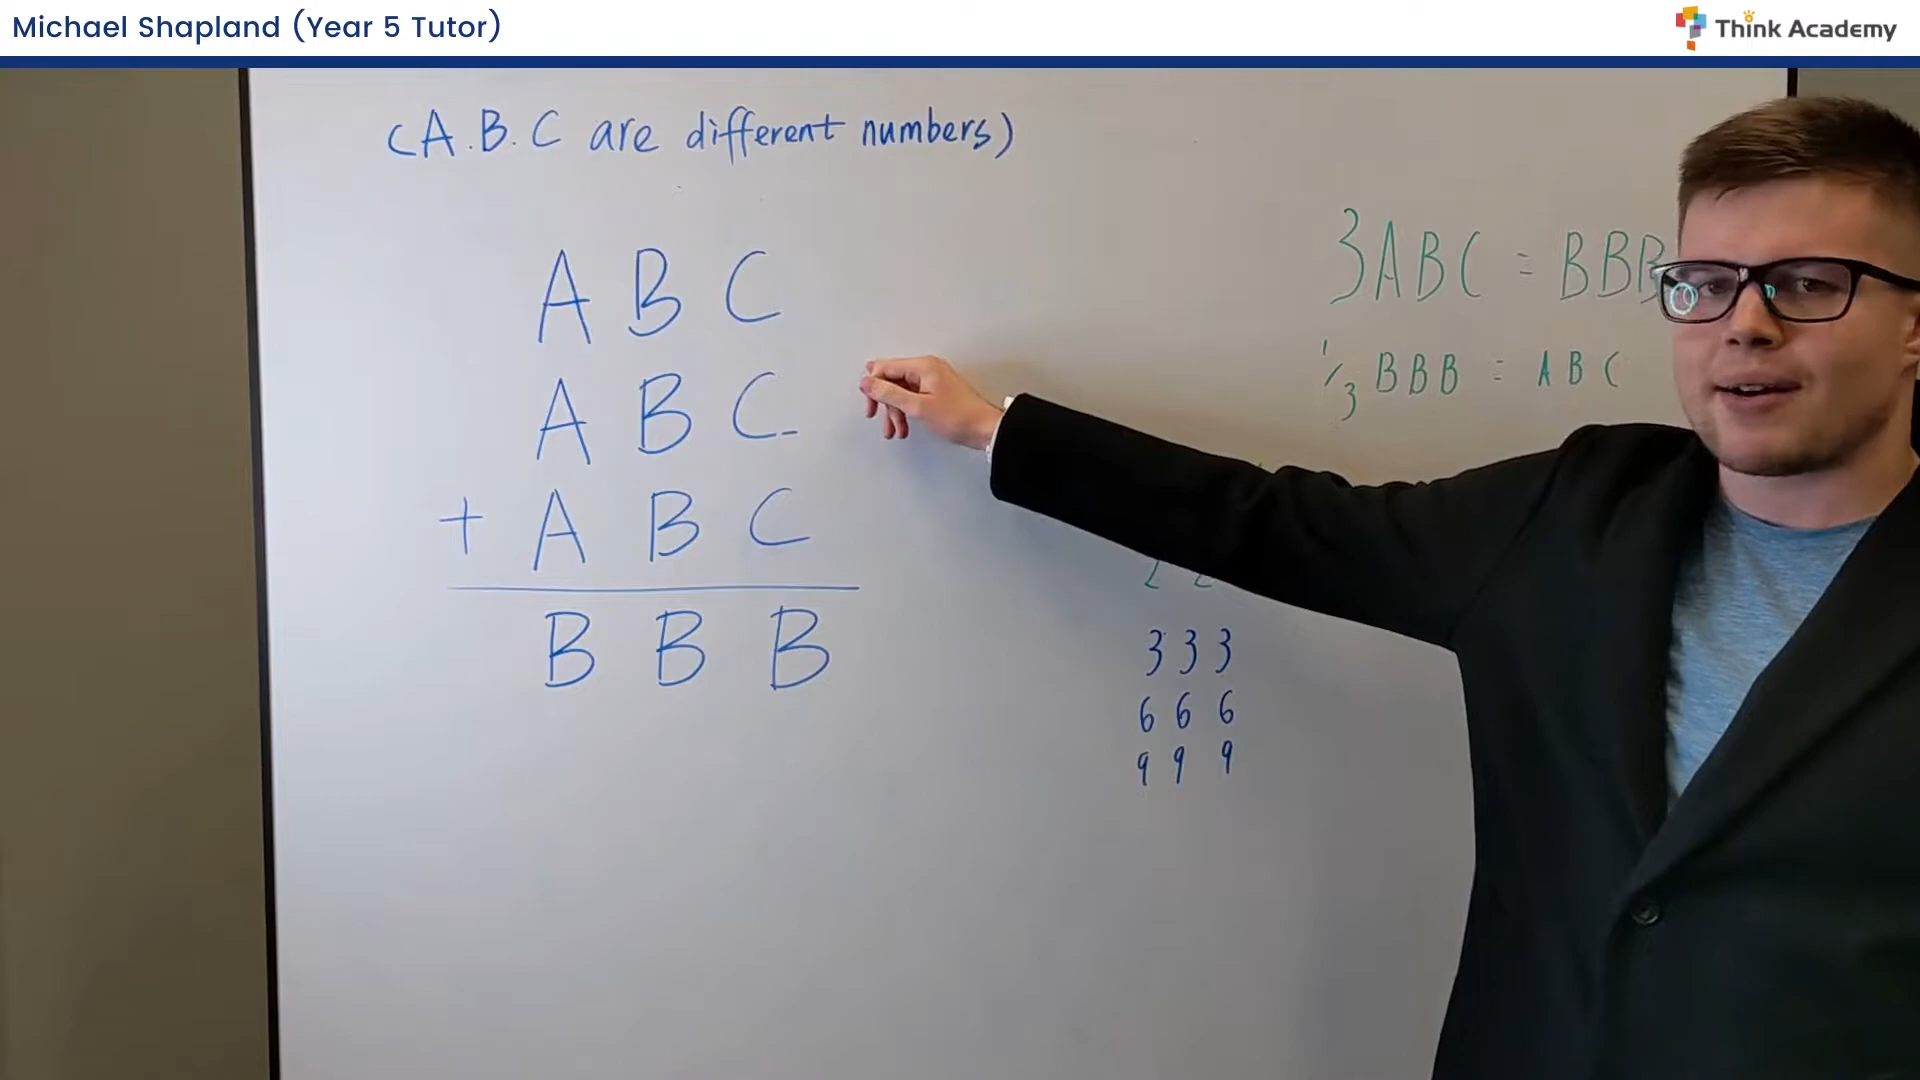 Michael Shapland (Year 5 Tutor)
Think Academy
(A.B.C are different numbers)
A B C
A B C
+ A B C
B B B
3ABC = BBB
1/3 BBB = ABC
3 3 3
6 6 6
9 9 9